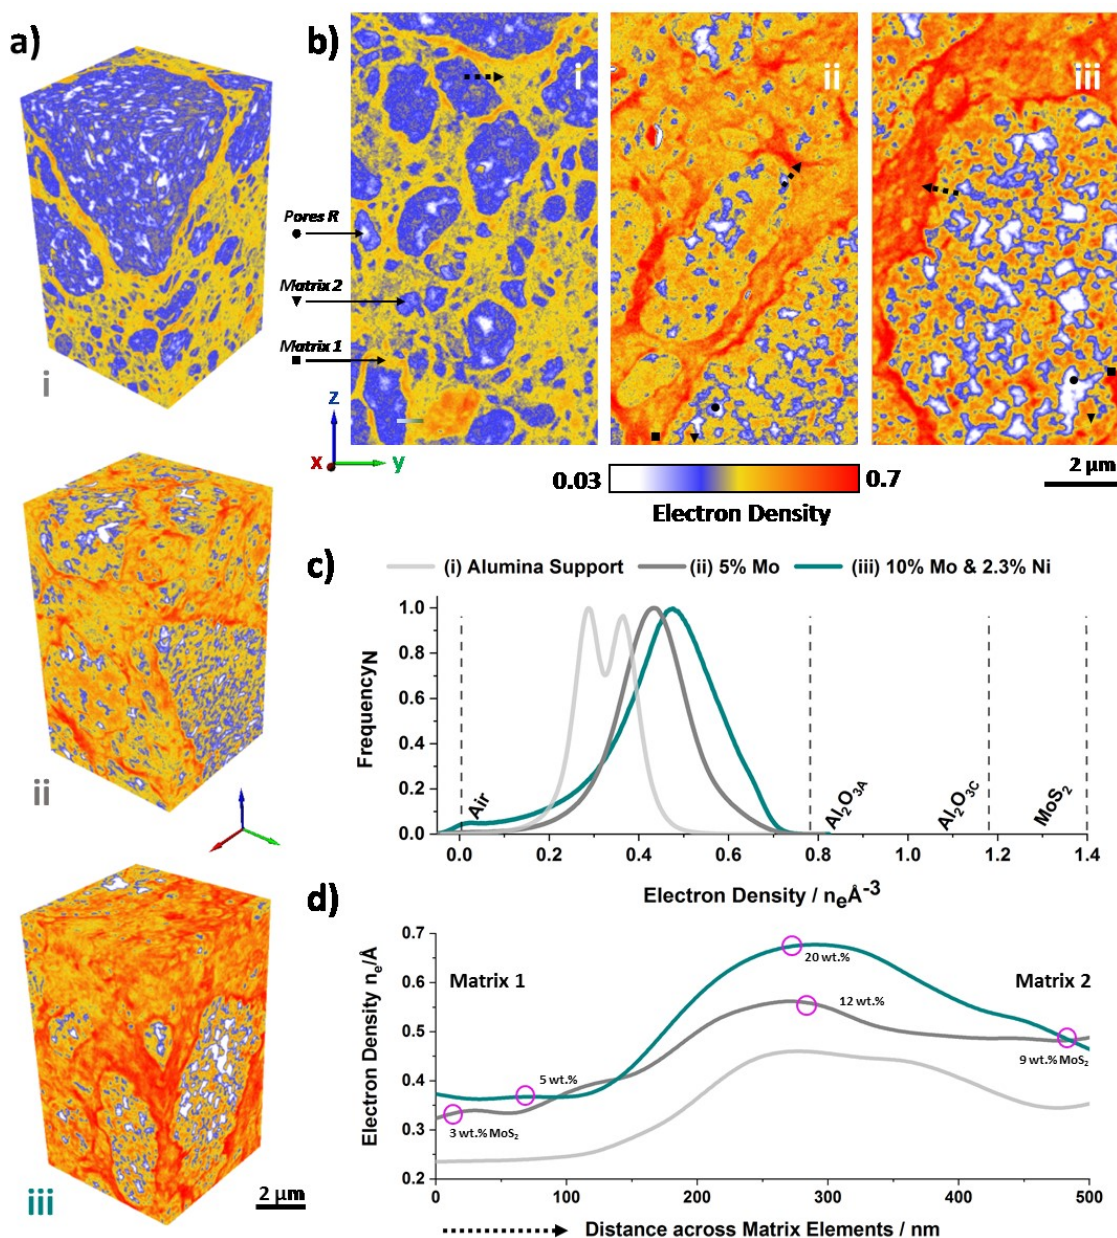 a)
i
ii
iii
2 µm
b)
i
ii
iii
Pores R
Matrix 2
Matrix 1
z
x
y
0.03
0.7
Electron Density
2 µm
c)
(i) Alumina Support
(ii) 5% Mo
(iii) 10% Mo & 2.3% Ni
FrequencyN
1.0
0.8
0.6
0.4
0.2
0.0
Air
Al₂O₃A
Al₂O₃C
MoS₂
0.0 0.2 0.4 0.6 0.8 1.0 1.2 1.4
Electron Density / nₑÅ⁻³
d)
Electron Density nₑ/Å
0.7
0.6
0.5
0.4
0.3
0.2
Matrix 1
Matrix 2
20 wt.%
12 wt.%
5 wt.%
9 wt.% MoS₂
3 wt.% MoS₂
0 100 200 300 400 500
Distance across Matrix Elements / nm